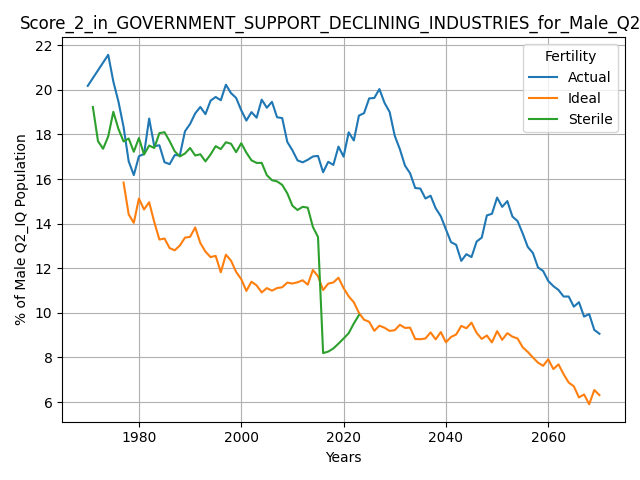 Score_2_in_GOVERNMENT_SUPPORT_DECLINING_INDUSTRIES_for_Male_Q2
22
20
18
16
14
12
10
8
6
% of Male Q2_IQ Population
Fertility
Actual
Ideal
Sterile
1980 2000 2020 2040 2060
Years